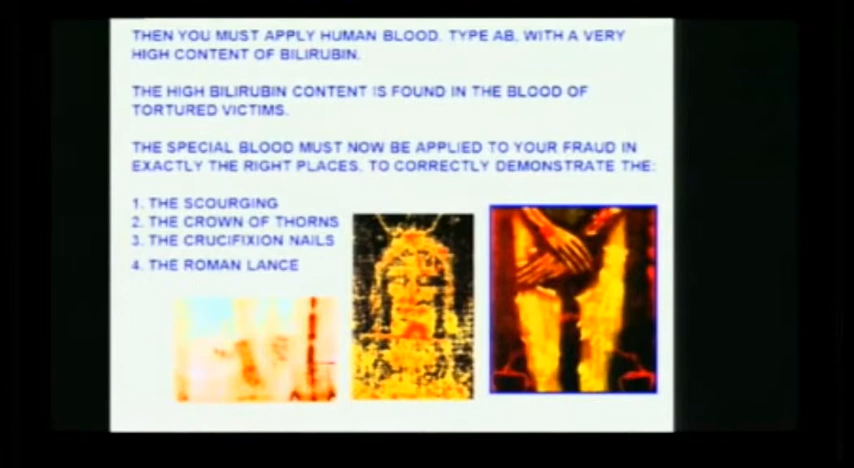 THEN YOU MUST APPLY HUMAN BLOOD, TYPE AB, WITH A VERY
HIGH CONTENT OF BILIRUBIN.
THE HIGH BILIRUBIN CONTENT IS FOUND IN THE BLOOD OF
TORTURED VICTIMS.
THE SPECIAL BLOOD MUST NOW BE APPLIED TO YOUR FRAUD IN
EXACTLY THE RIGHT PLACES, TO CORRECTLY DEMONSTRATE THE:
1. THE SCOURGING
2. THE CROWN OF THORNS
3. THE CRUCIFIXION NAILS
4. THE ROMAN LANCE